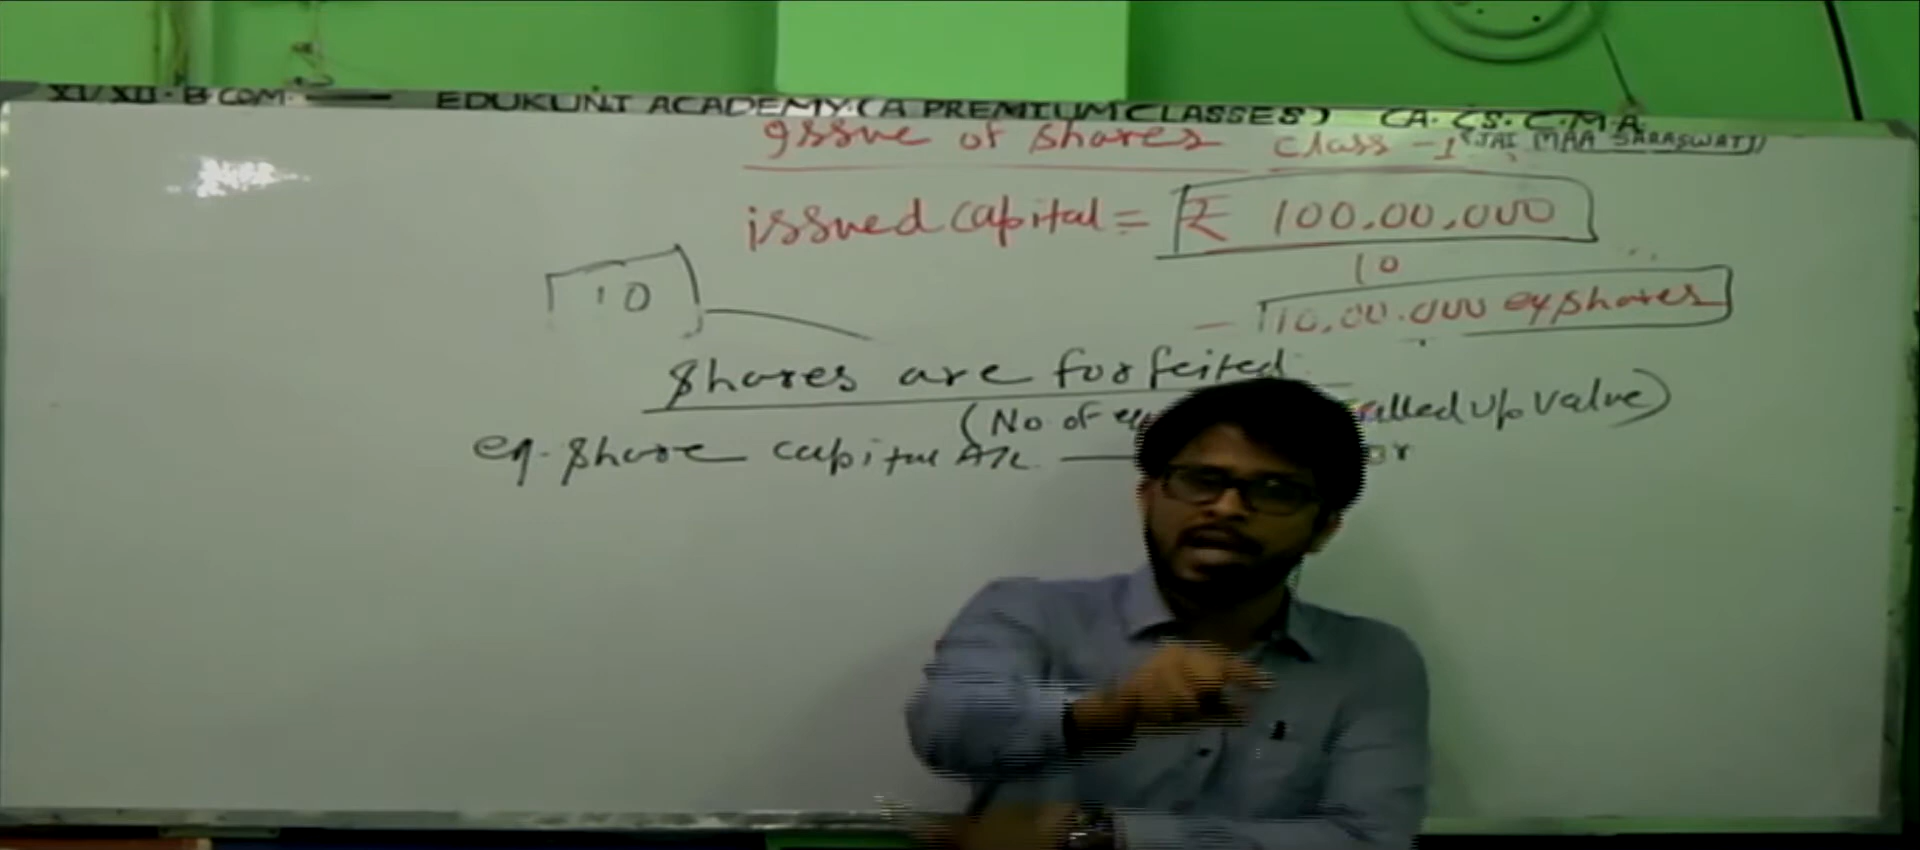 XI/XII. B.COM. — EDUKUNT ACADEMY. (A PREMIUM CLASSES) CA. CS. C.M.A
Issue of shares class -1 (JAI MAA SARASWATI)
issued capital = ₹ 100,00,000
10
10
10,00,000 eq shares
shares are forfeited
(No of called up value)
eq. share capital A/c — Dr